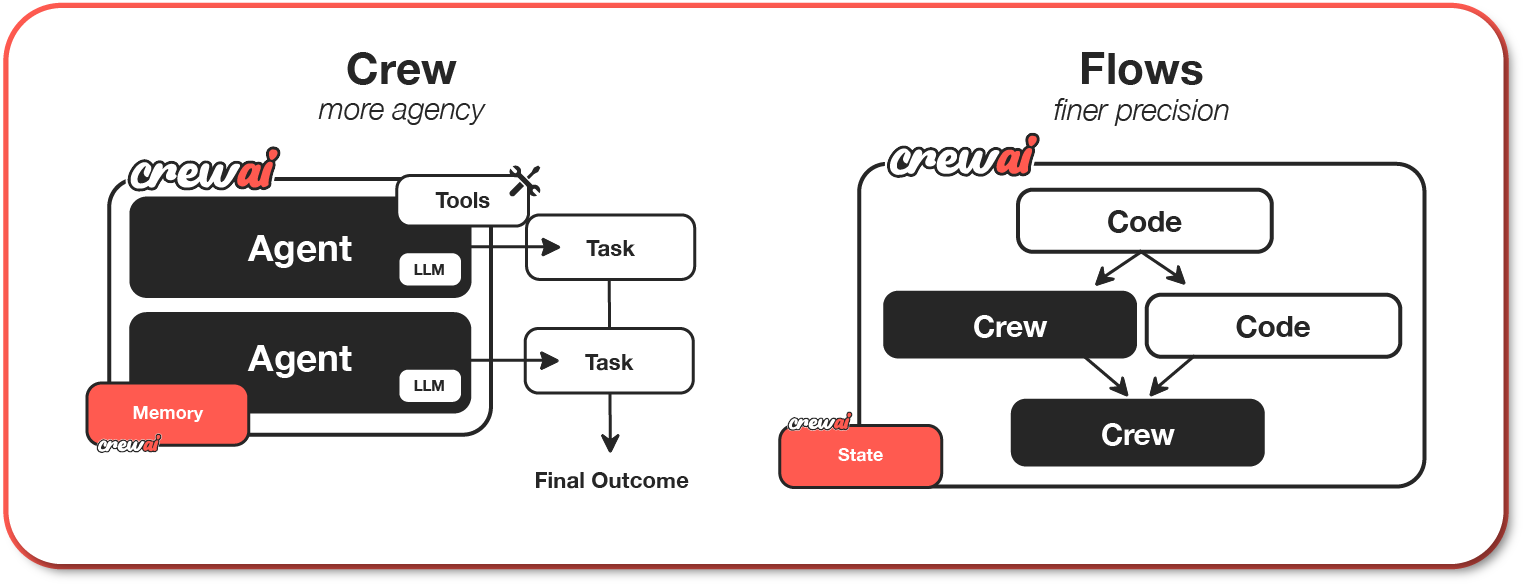 Crew
more agency
crewai
Tools
Agent
LLM
Task
Agent
LLM
Task
Memory
crewai
Final Outcome
Flows
finer precision
crewai
Code
Crew
Code
Crew
crewai
State